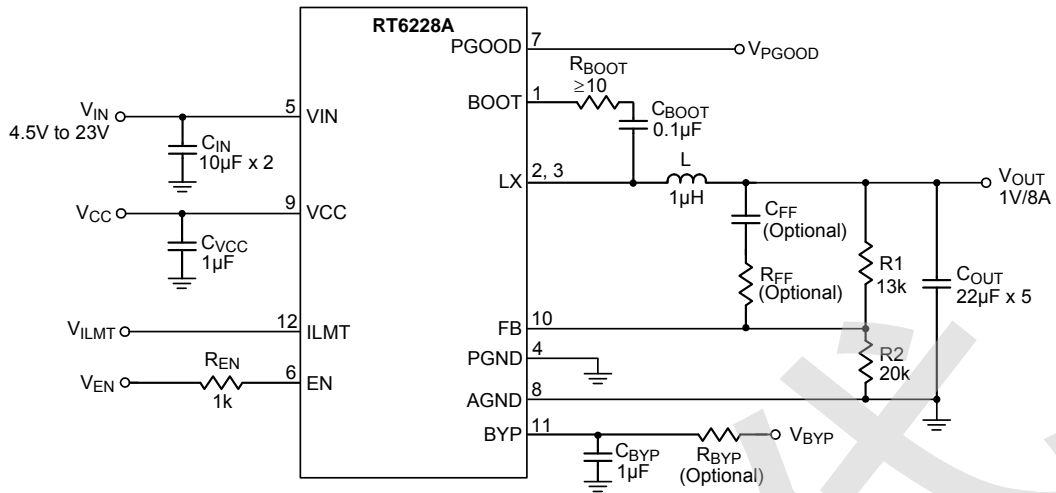 RT6228A
PGOOD
7
VPGOOD
RBOOT
≥10
BOOT
1
CBOOT
0.1µF
VIN
4.5V to 23V
5
VIN
CIN
10µF x 2
LX
2, 3
L
1µH
VOUT
1V/8A
VCC
9
VCC
CVCC
1µF
CFF
(Optional)
RFF
(Optional)
R1
13k
COUT
22µF x 5
VILMT
12
ILMT
FB
10
PGND
4
R2
20k
VEN
REN
1k
6
EN
AGND
8
BYP
11
CBYP
1µF
RBYP
(Optional)
VBYP